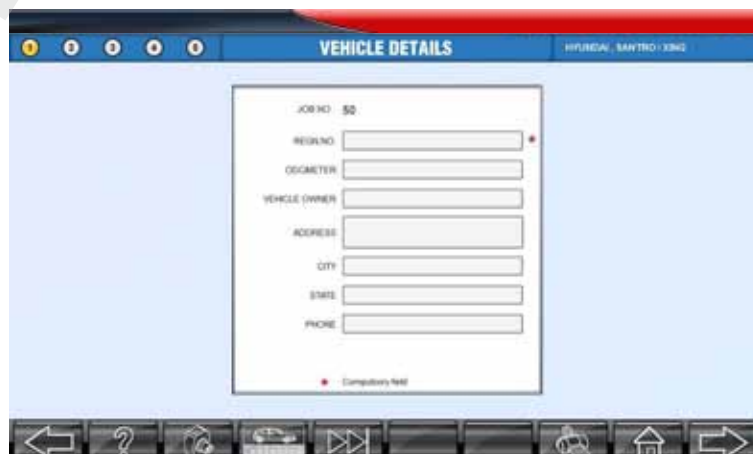 1 2 3 4 5
VEHICLE DETAILS
HYUNDAI, SANTRO - XING
JOB NO 50
REGN.NO
ODOMETER
VEHICLE OWNER
ADDRESS
CITY
STATE
PHONE
* Compulsory field
?